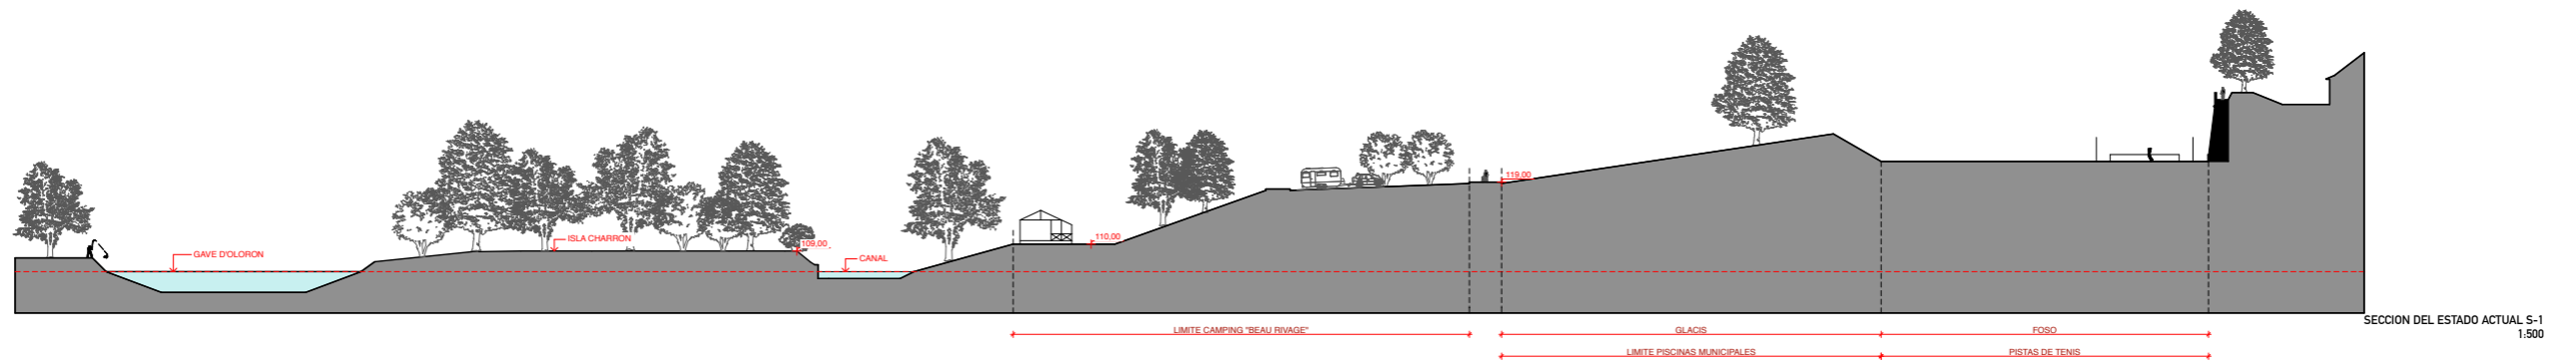 GAVE D'OLORON
ISLA CHARRON
109,00
CANAL
110,00
119,00
LIMITE CAMPING "BEAU RIVAGE"
GLACIS
FOSO
LIMITE PISCINAS MUNICIPALES
PISTAS DE TENIS
SECCION DEL ESTADO ACTUAL S-1
1:500